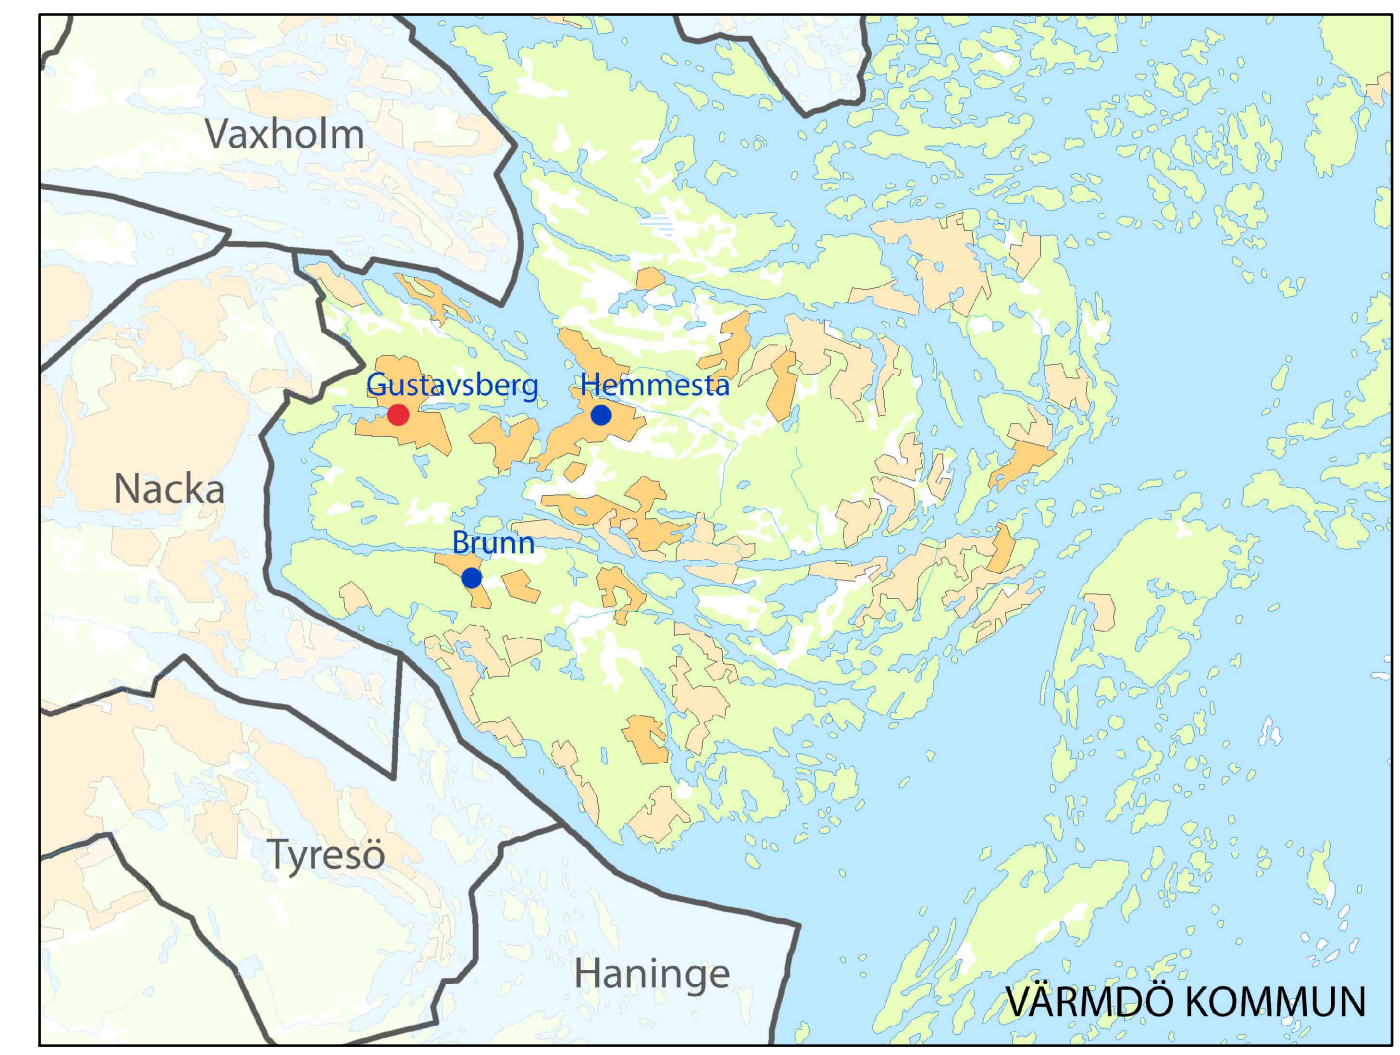 Vaxholm
Gustavsberg
Hemmesta
Nacka
Brunn
Tyresö
Haninge
VÄRMDÖ KOMMUN